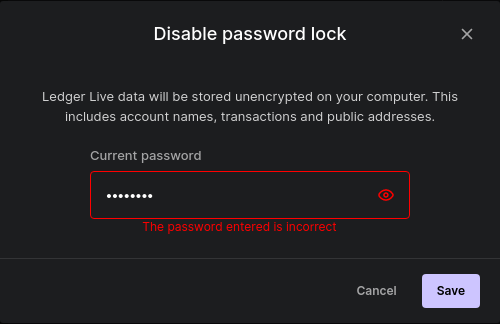 Disable password lock
Ledger Live data will be stored unencrypted on your computer. This
includes account names, transactions and public addresses.
Current password
••••••••
The password entered is incorrect
Cancel
Save